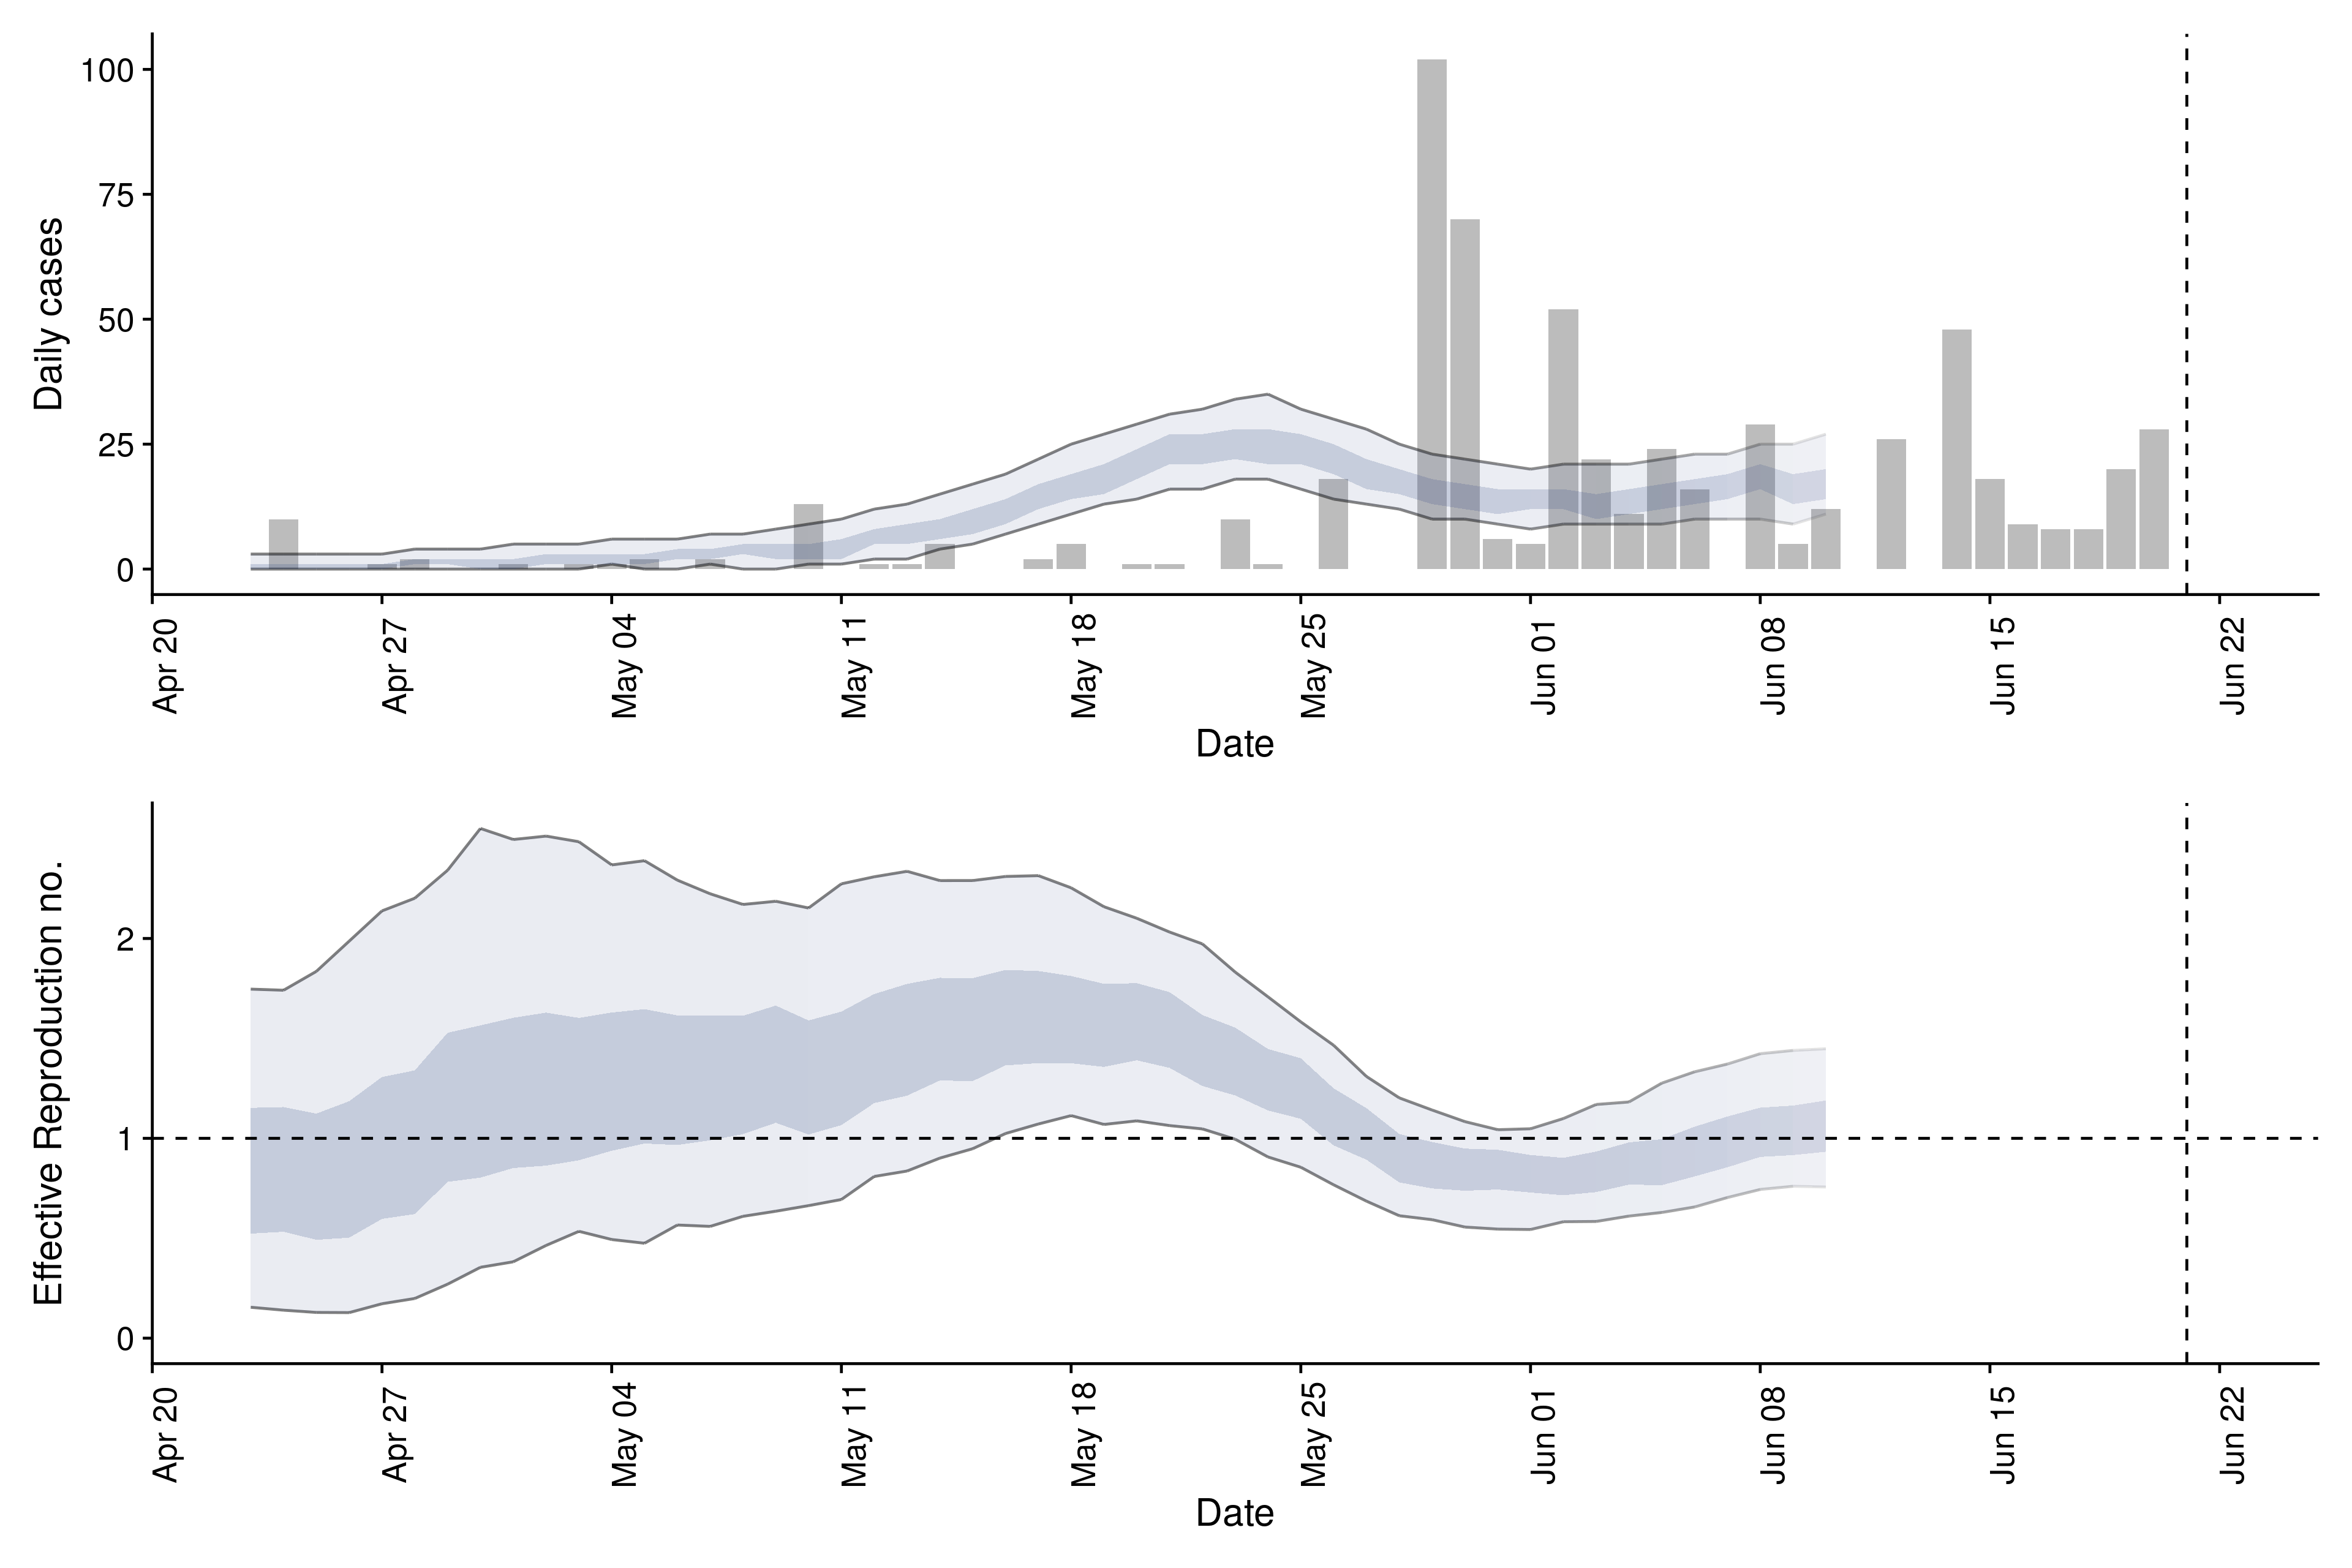 Daily cases
100
75
50
25
0
Apr 20
Apr 27
May 04
May 11
May 18
May 25
Jun 01
Jun 08
Jun 15
Jun 22
Date
Effective Reproduction no.
2
1
0
Apr 20
Apr 27
May 04
May 11
May 18
May 25
Jun 01
Jun 08
Jun 15
Jun 22
Date